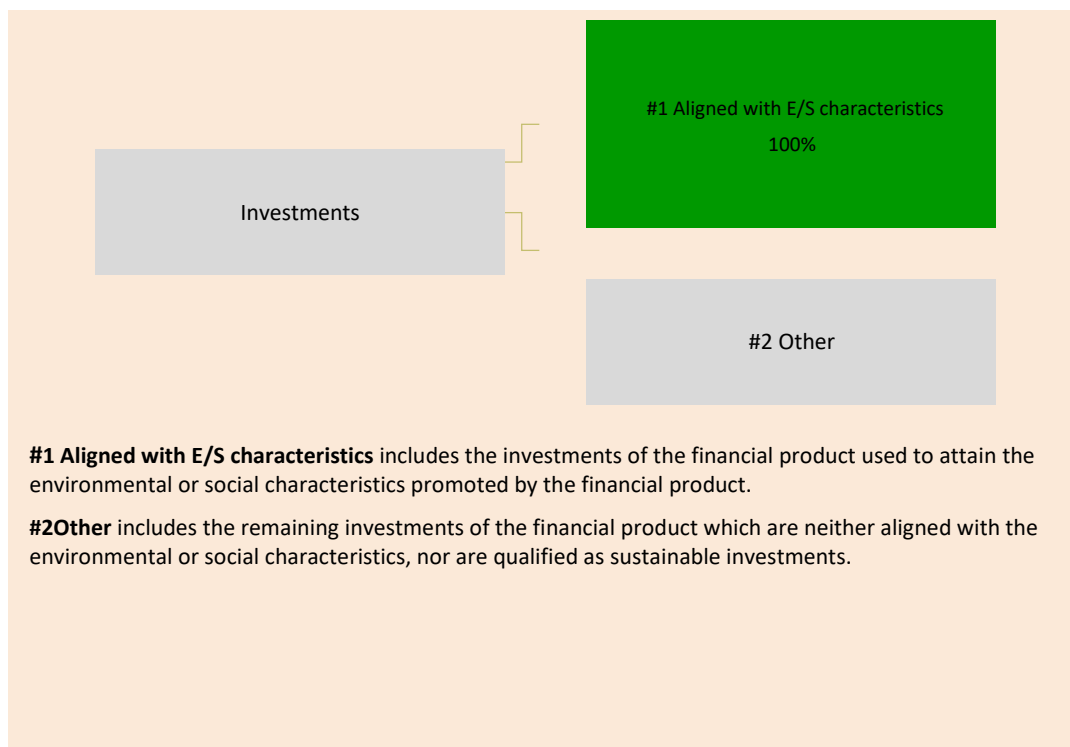 #1 Aligned with E/S characteristics
100%
Investments
#2 Other
#1 Aligned with E/S characteristics includes the investments of the financial product used to attain the
environmental or social characteristics promoted by the financial product.
#2Other includes the remaining investments of the financial product which are neither aligned with the
environmental or social characteristics, nor are qualified as sustainable investments.